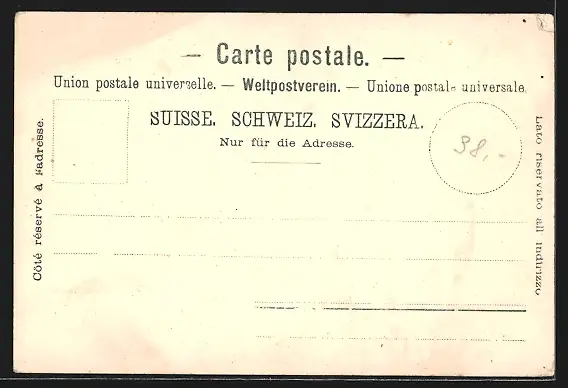 — Carte postale. —
Union postale universelle. — Weltpostverein. — Unione postale universale.
SUISSE. SCHWEIZ. SVIZZERA.
Nur für die Adresse.
38,-
Côté réservé à l'adresse.
Lato riservato all' indirizzo